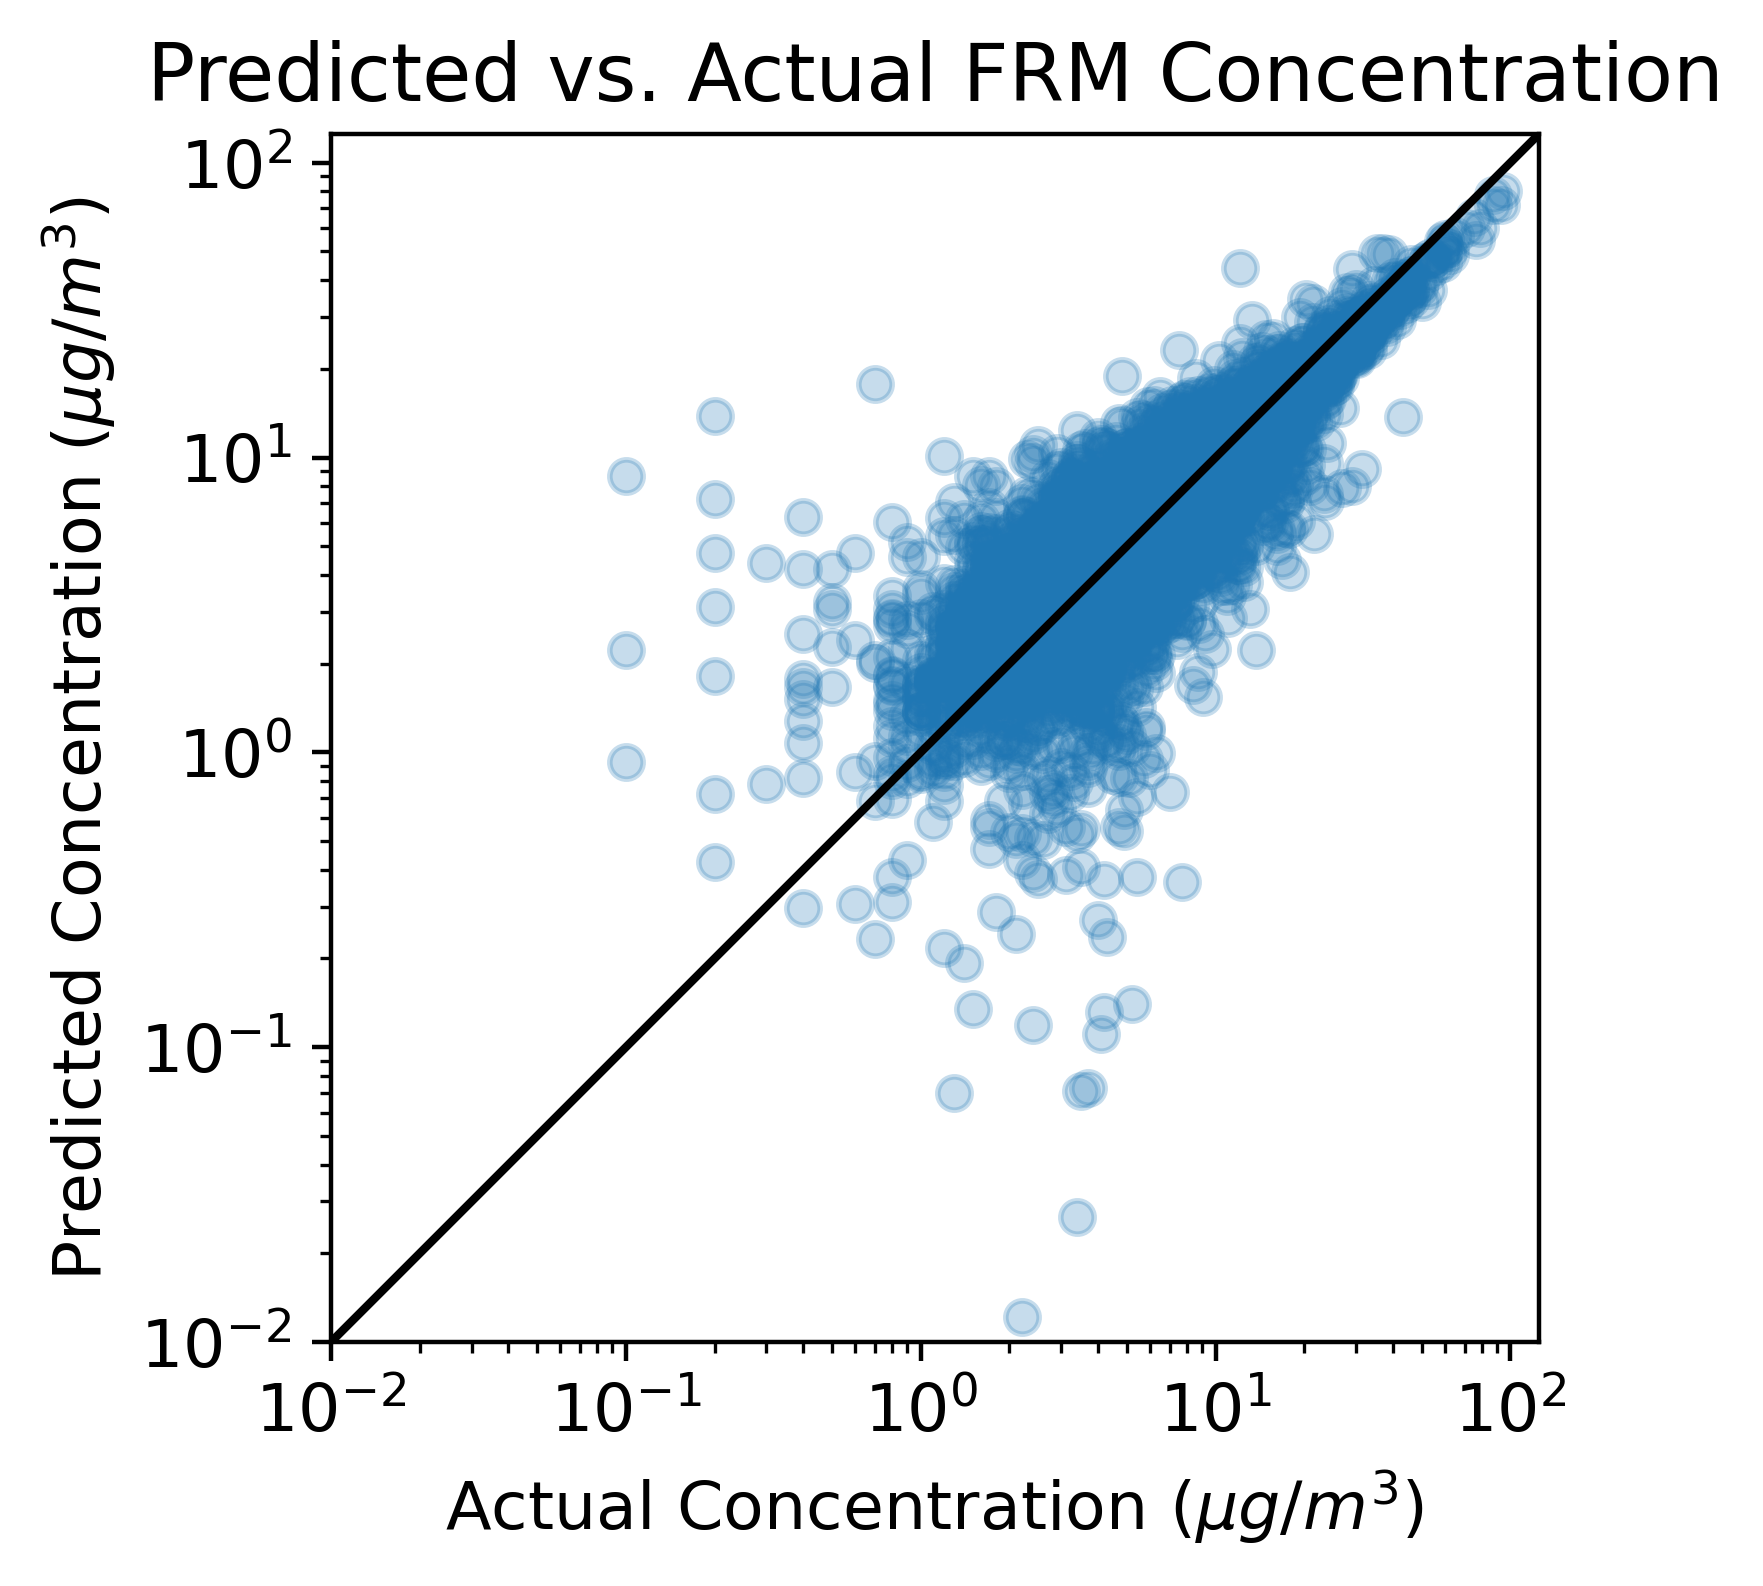 Predicted vs. Actual FRM Concentration
Predicted Concentration (μg/m³)
10²
10¹
10⁰
10⁻¹
10⁻²
10⁻² 10⁻¹ 10⁰ 10¹ 10²
Actual Concentration (μg/m³)